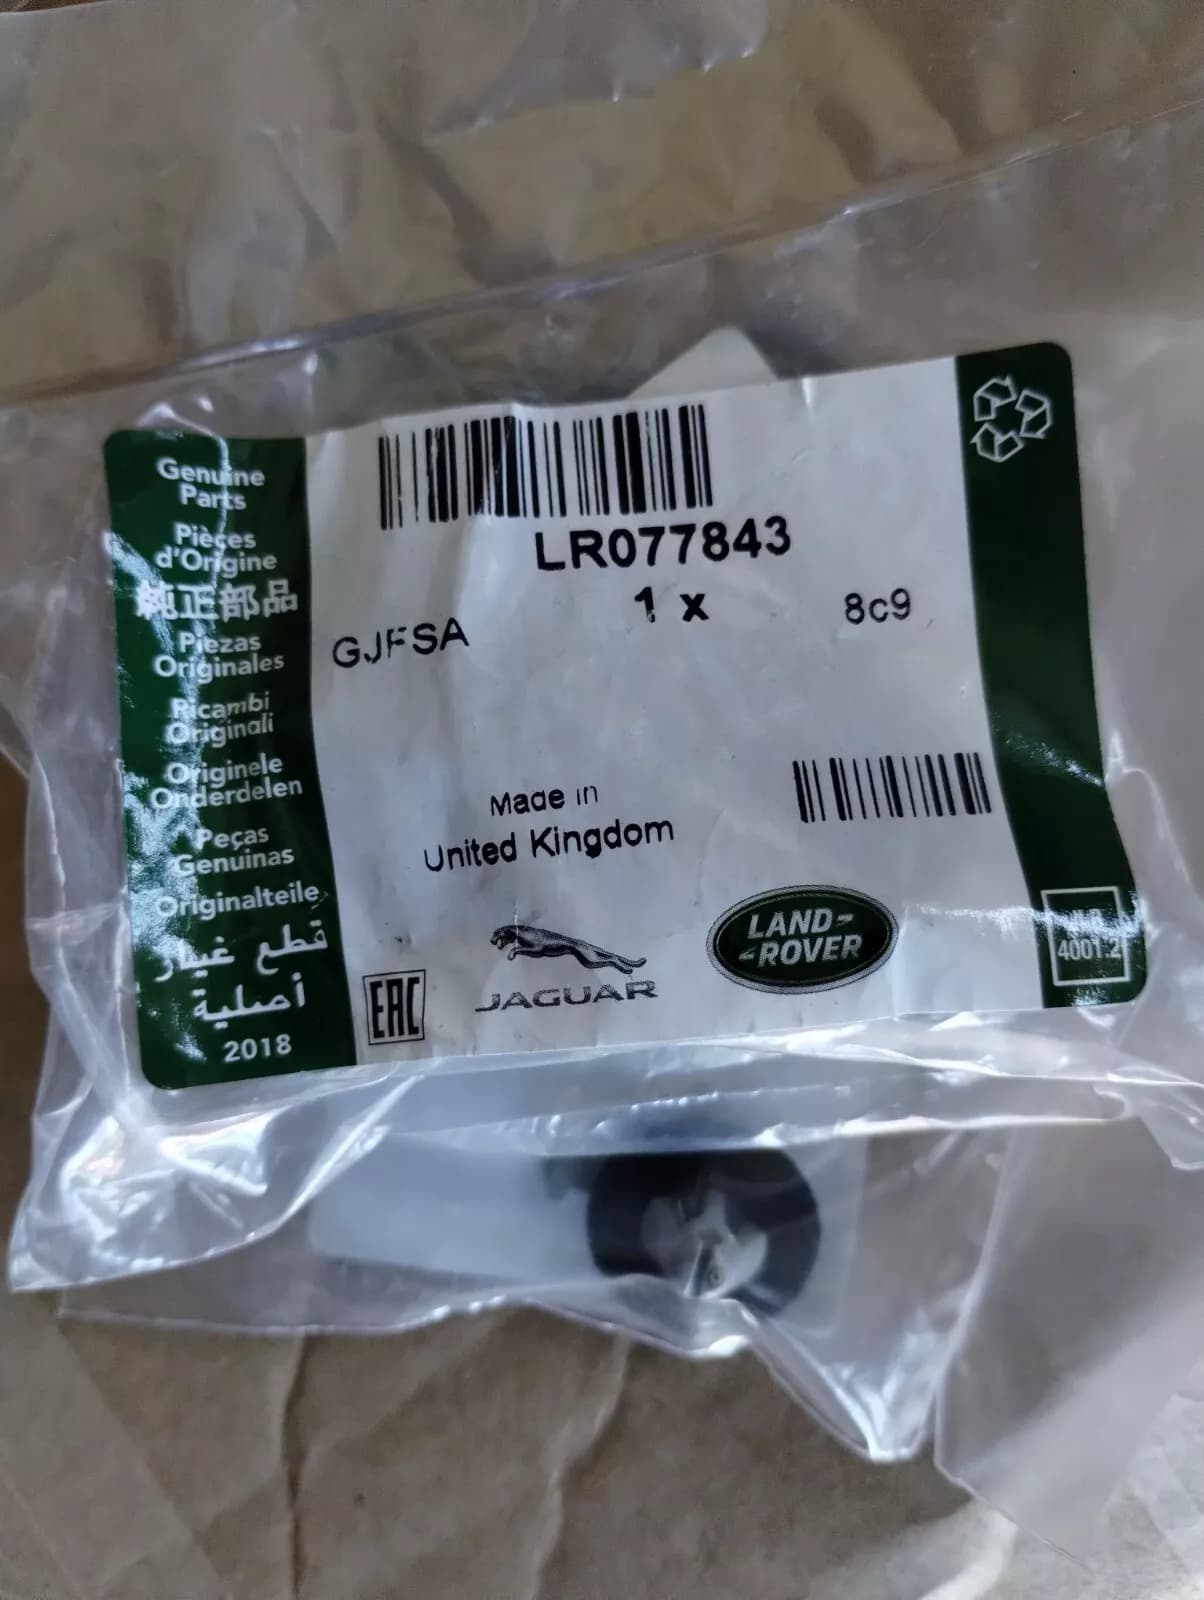 Genuine
Parts
Pièces
d'Origine
純正部品
Piezas
Originales
Ricambi
Originali
Originele
Onderdelen
Peças
Genuinas
Originalteile
قطع غيار
أصلية
2018
LR077843
1 x
8c9
GJFSA
Made in
United Kingdom
EAC
JAGUAR
LAND-
-ROVER
4001.2